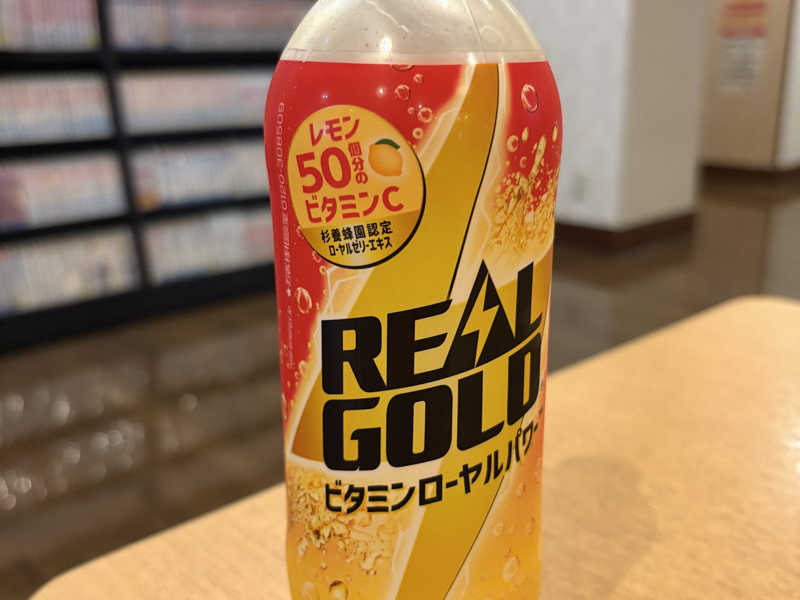 レモン
50個分の
ビタミンC
杉養蜂園認定
ローヤルゼリーエキス
REAL
GOLD
ビタミンローヤルパワー
0120-308509